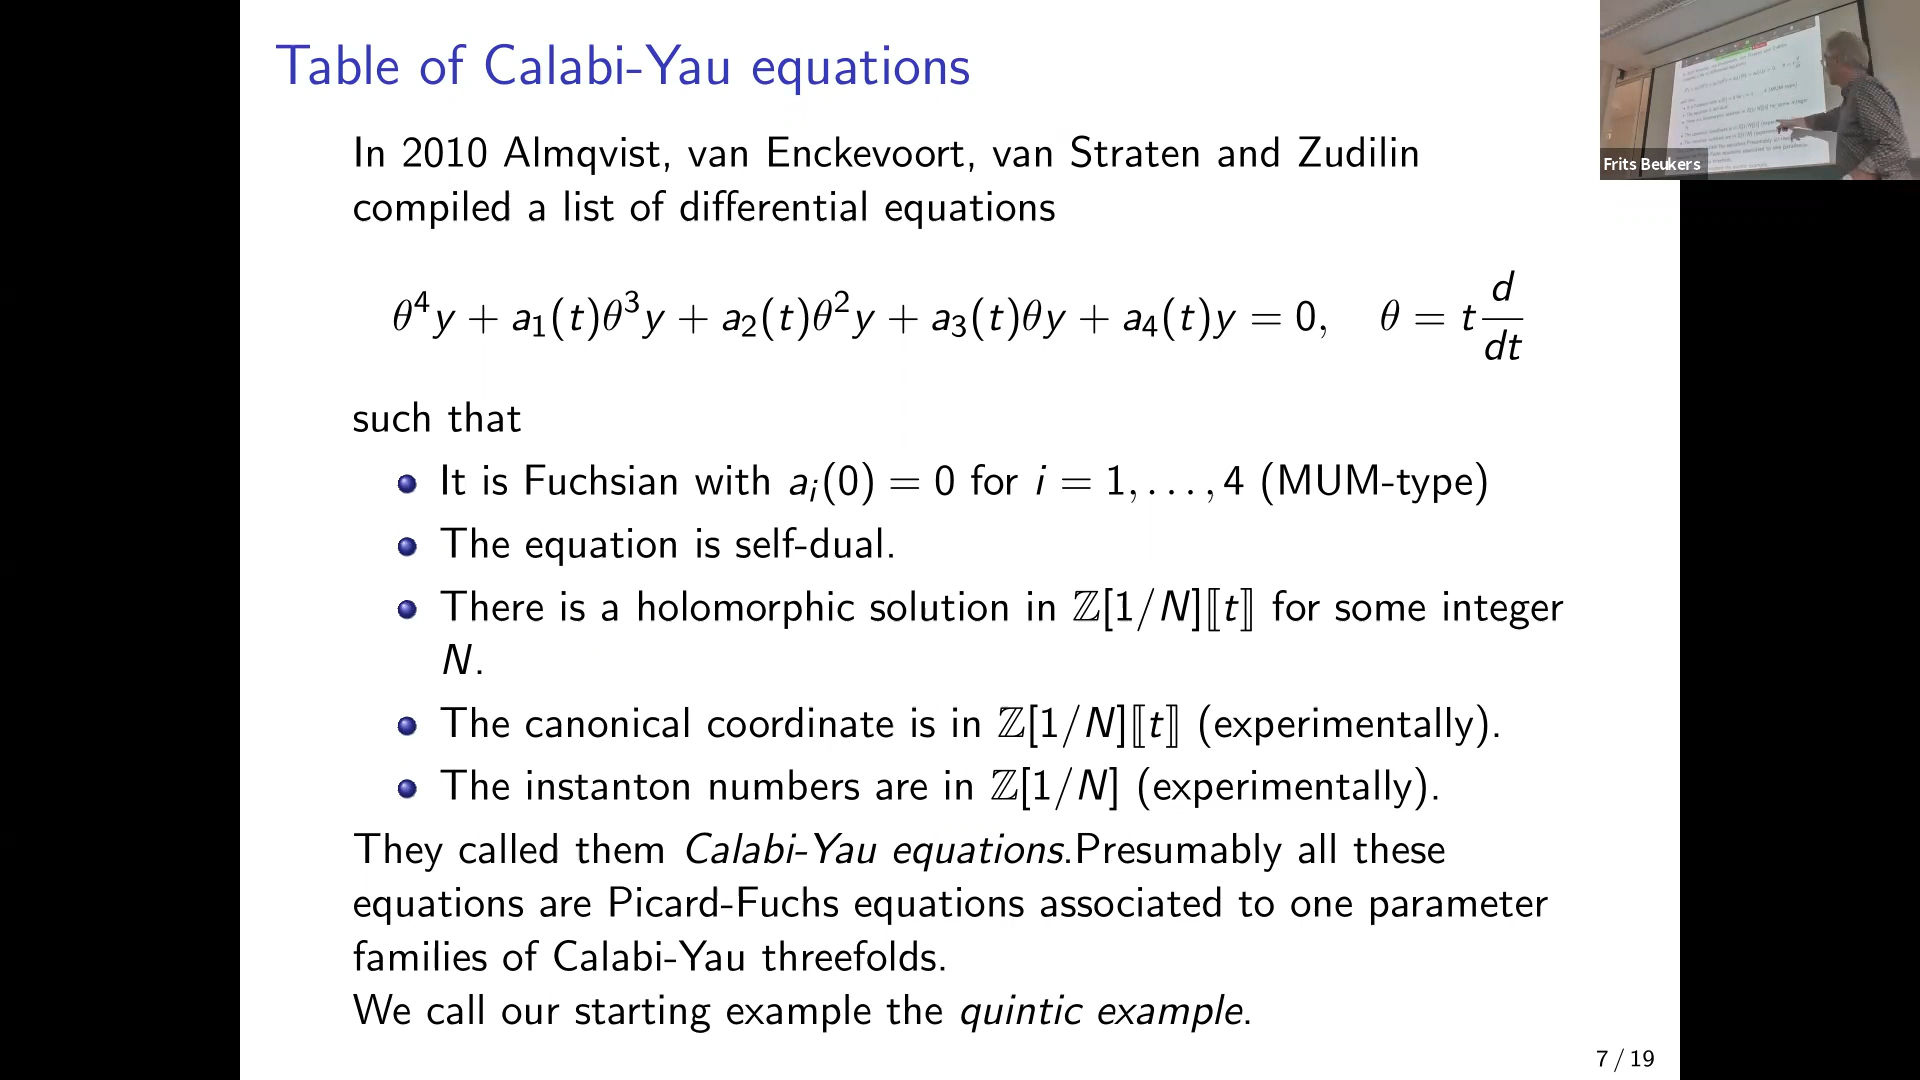 Table of Calabi-Yau equations
In 2010 Almqvist, van Enckevoort, van Straten and Zudilin
compiled a list of differential equations
θ⁴y + a₁(t)θ³y + a₂(t)θ²y + a₃(t)θy + a₄(t)y = 0, θ = t d/dt
such that
It is Fuchsian with aᵢ(0) = 0 for i = 1, . . . , 4 (MUM-type)
The equation is self-dual.
There is a holomorphic solution in ℤ[1/N]⟦t⟧ for some integer
N.
The canonical coordinate is in ℤ[1/N]⟦t⟧ (experimentally).
The instanton numbers are in ℤ[1/N] (experimentally).
They called them Calabi-Yau equations.Presumably all these
equations are Picard-Fuchs equations associated to one parameter
families of Calabi-Yau threefolds.
We call our starting example the quintic example.
7 / 19
Frits Beukers